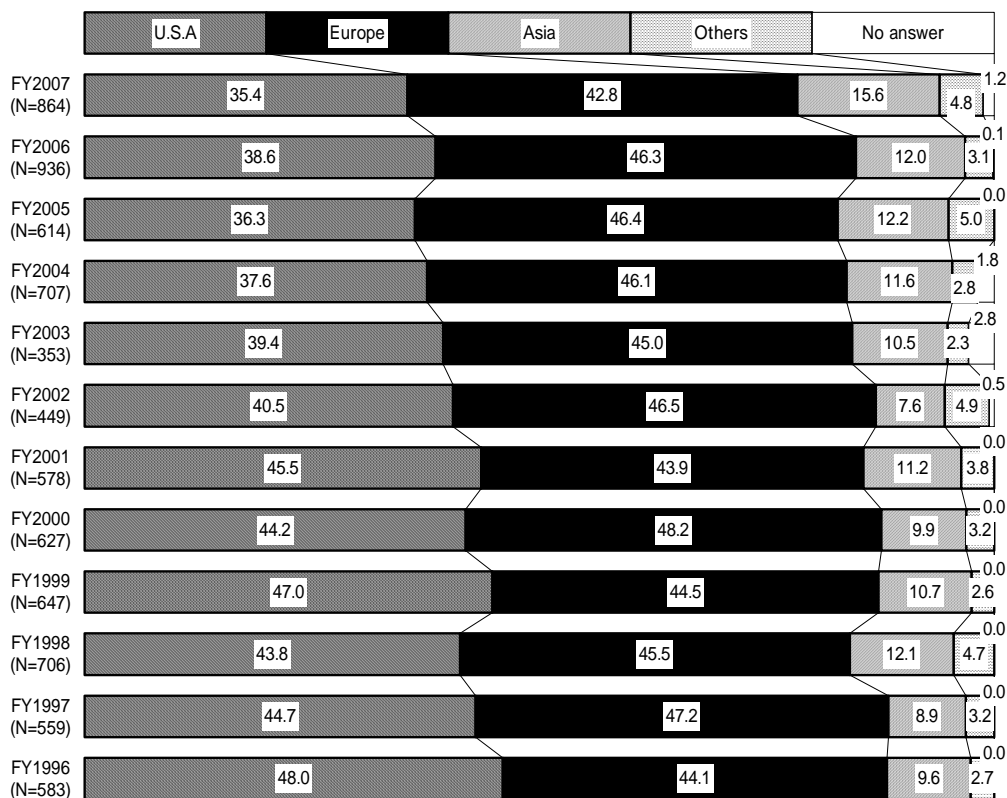 U.S.A Europe Asia Others No answer
FY2007 35.4 42.8 15.6 4.8 1.2
(N=864)
FY2006 38.6 46.3 12.0 3.1 0.1
(N=936)
FY2005 36.3 46.4 12.2 5.0 0.0
(N=614)
FY2004 37.6 46.1 11.6 2.8 1.8
(N=707)
FY2003 39.4 45.0 10.5 2.3 2.8
(N=353)
FY2002 40.5 46.5 7.6 4.9 0.5
(N=449)
FY2001 45.5 43.9 11.2 3.8 0.0
(N=578)
FY2000 44.2 48.2 9.9 3.2 0.0
(N=627)
FY1999 47.0 44.5 10.7 2.6 0.0
(N=647)
FY1998 43.8 45.5 12.1 4.7 0.0
(N=706)
FY1997 44.7 47.2 8.9 3.2 0.0
(N=559)
FY1996 48.0 44.1 9.6 2.7 0.0
(N=583)